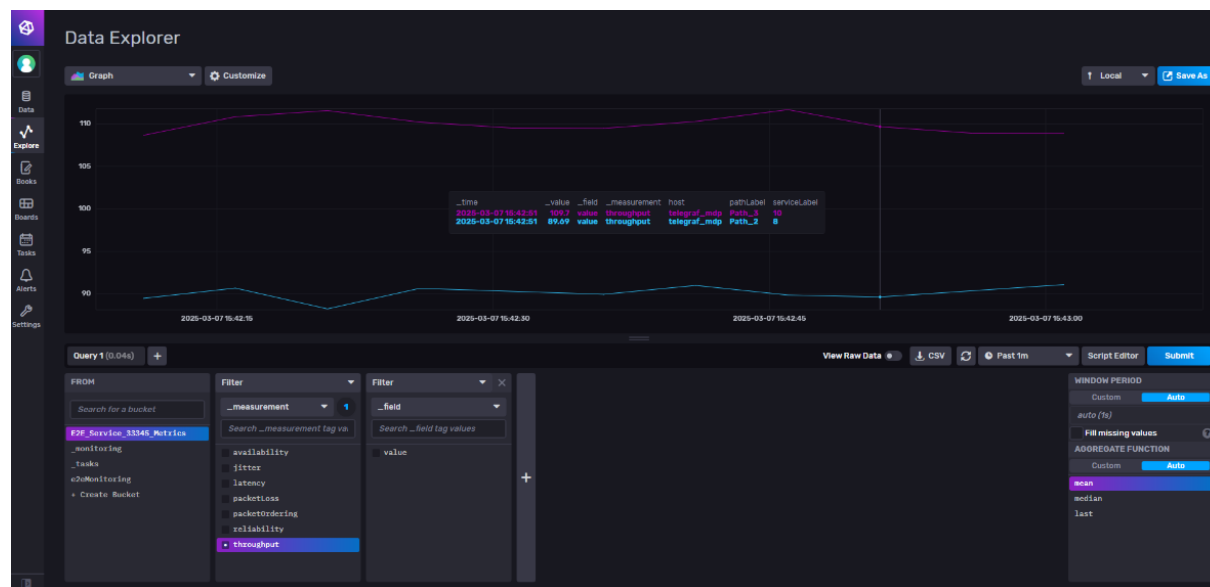 Data Explorer
Graph
Customize
Local
Save As
Data
Explore
Books
Boards
Tasks
Alerts
Settings
110
105
100
95
90
_time _value _field _measurement host pathLabel serviceLabel
2025-03-07 15:42:51 109.7 value throughput telegraf_mdp Path_3 10
2025-03-07 15:42:51 89.69 value throughput telegraf_mdp Path_2 8
2025-03-07 15:42:15 2025-03-07 15:42:30 2025-03-07 15:42:45 2025-03-07 15:43:00
Query 1 (0.04s) +
View Raw Data CSV Past 1m Script Editor Submit
FROM
Search for a bucket
E2E_Service_33345_Metrics
_monitoring
_tasks
e2eMonitoring
+ Create Bucket
Filter
_measurement 1
Search _measurement tag va
availability
jitter
latency
packetLoss
packetOrdering
reliability
throughput
Filter
_field
Search _field tag values
value
+
WINDOW PERIOD
Custom Auto
auto (1s)
Fill missing values
AGGREGATE FUNCTION
Custom Auto
mean
median
last